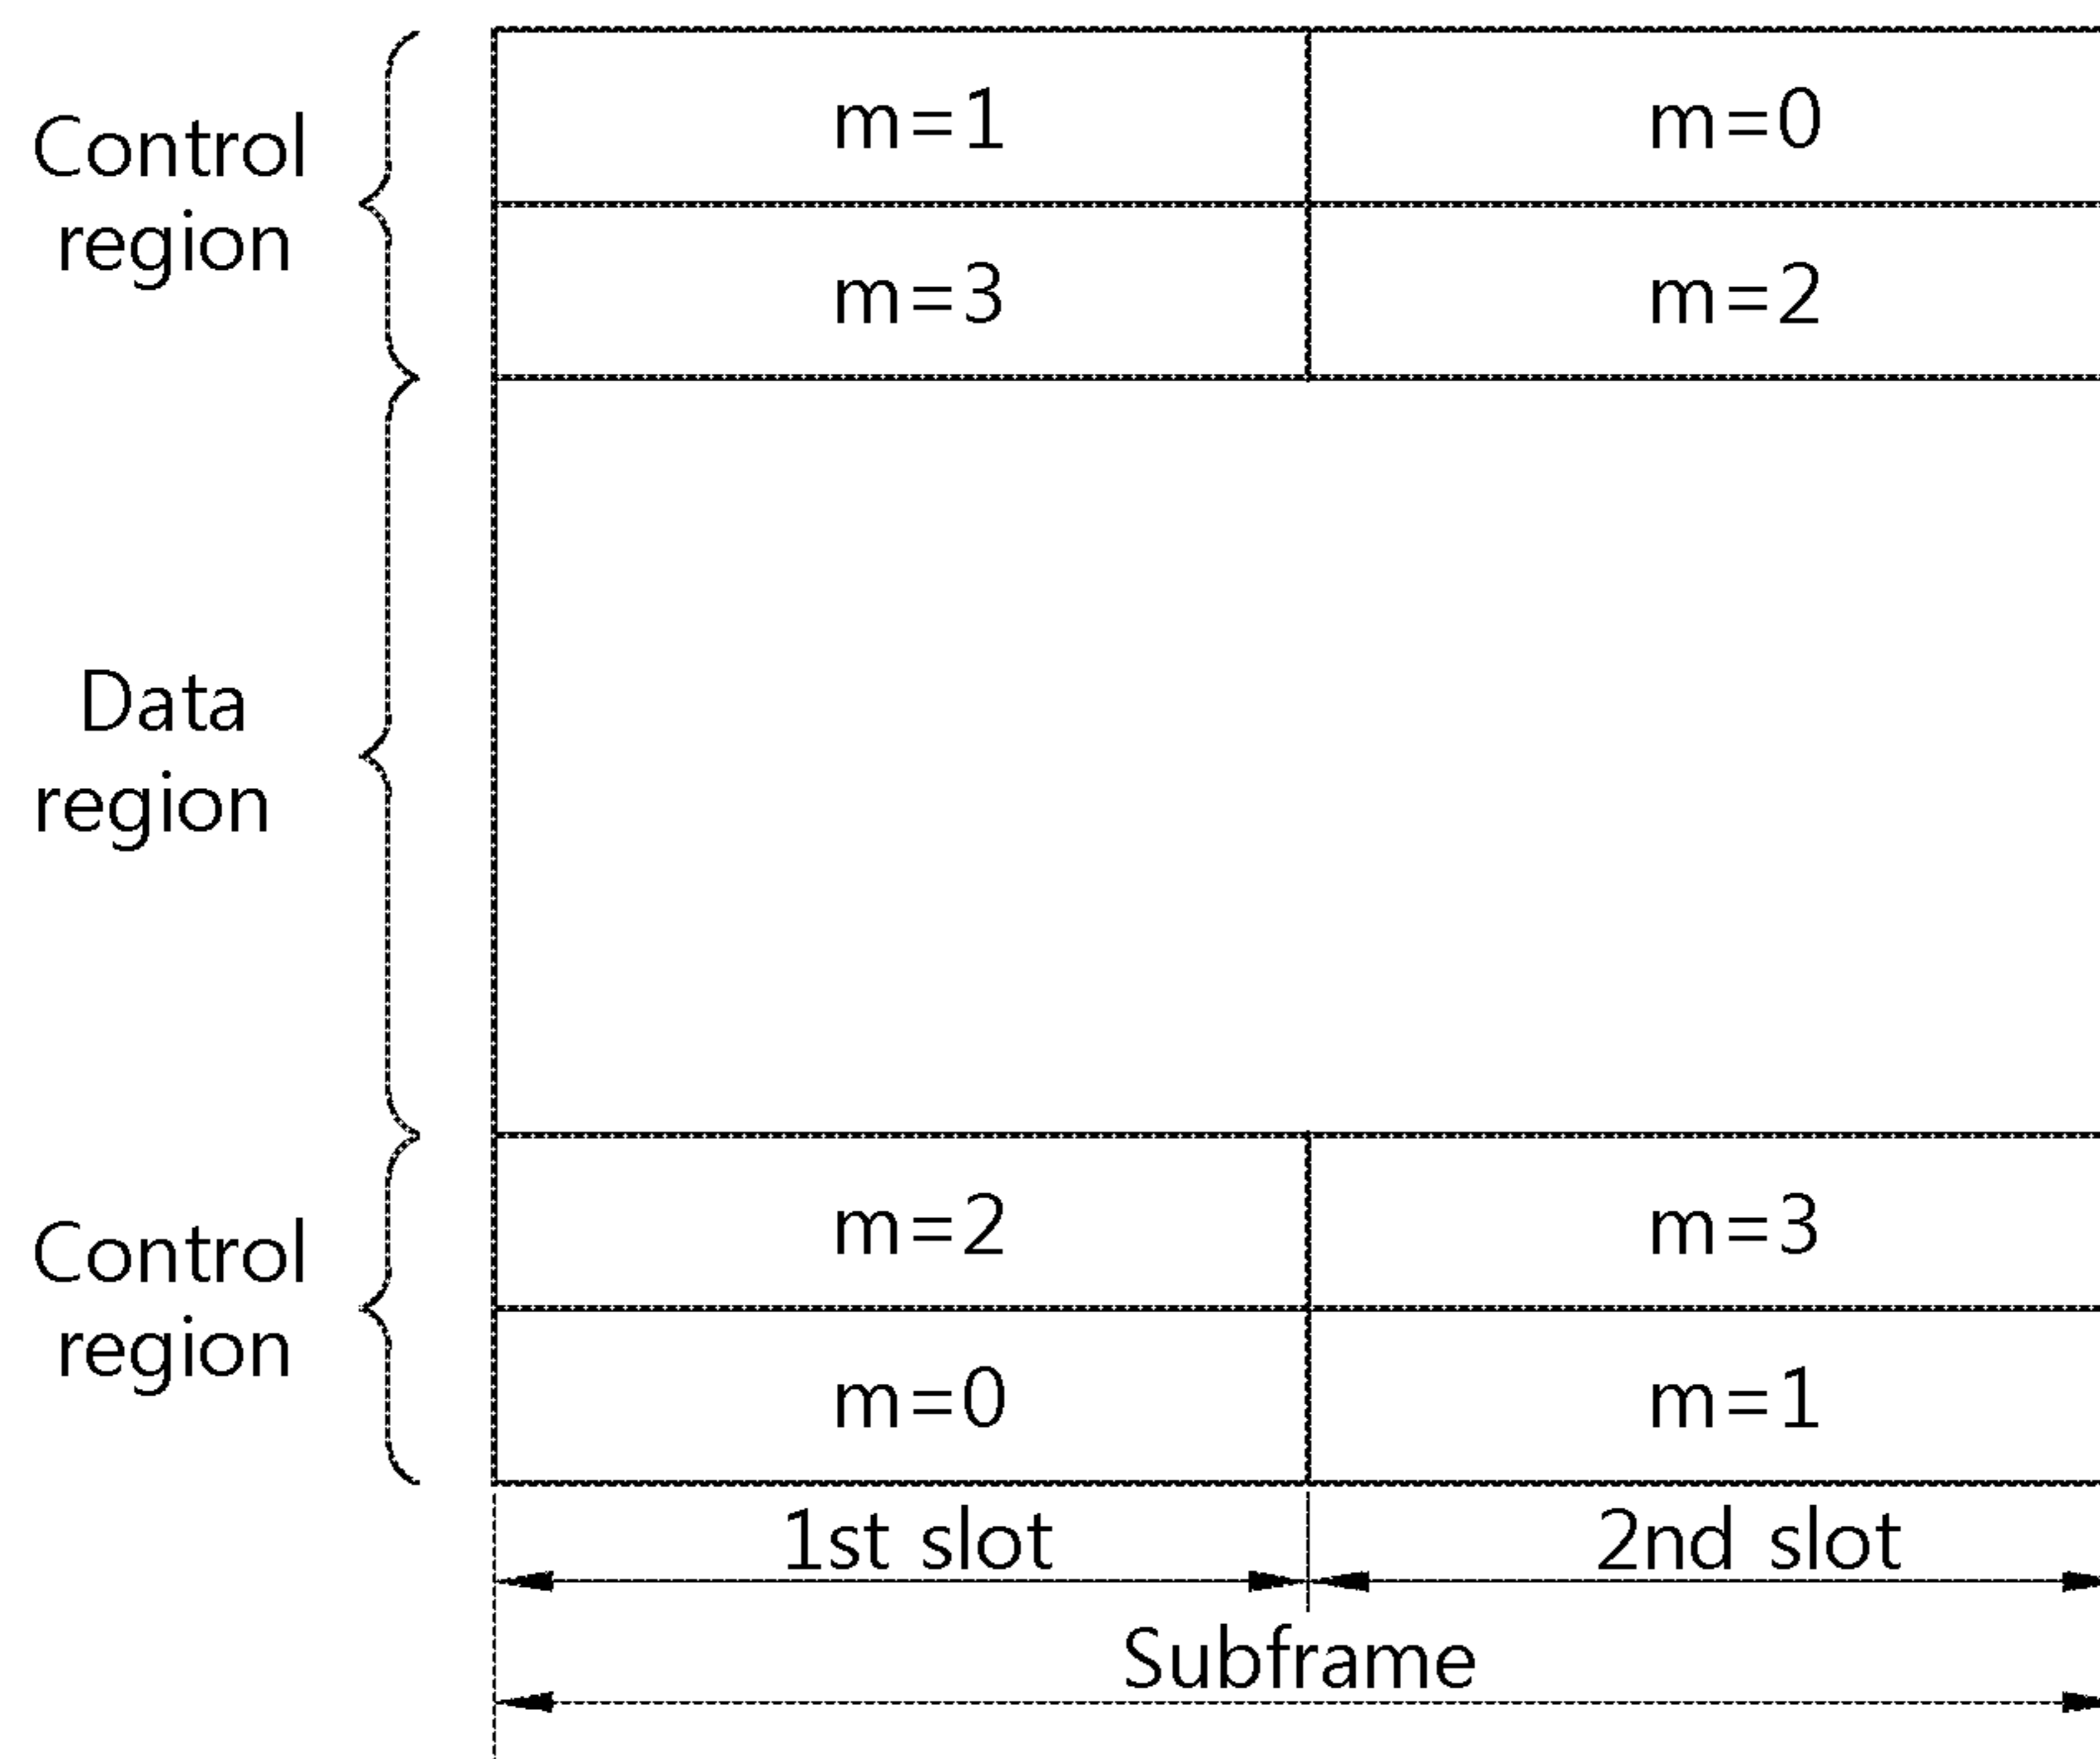 Control
region
m=1 m=0
m=3 m=2
Data
region
Control
region
m=2 m=3
m=0 m=1
1st slot 2nd slot
Subframe